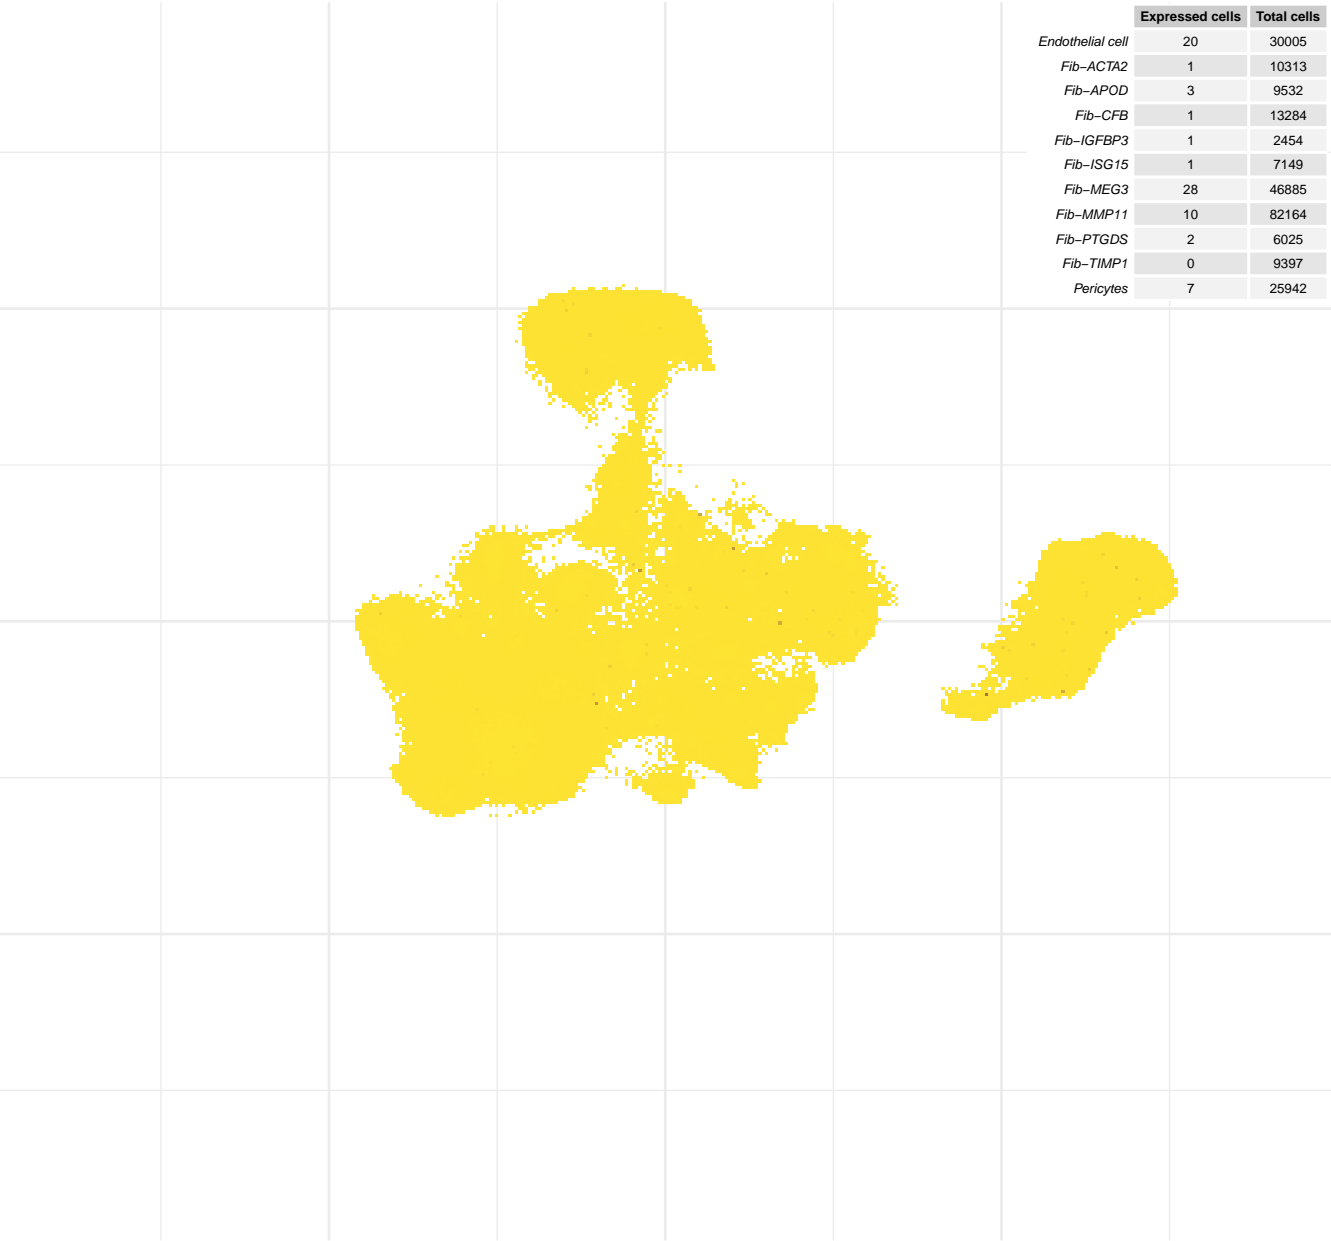 Expressed cells Total cells
Endothelial cell 20 30005
Fib−ACTA2 1 10313
Fib−APOD 3 9532
Fib−CFB 1 13284
Fib−IGFBP3 1 2454
Fib−ISG15 1 7149
Fib−MEG3 28 46885
Fib−MMP11 10 82164
Fib−PTGDS 2 6025
Fib−TIMP1 0 9397
Pericytes 7 25942